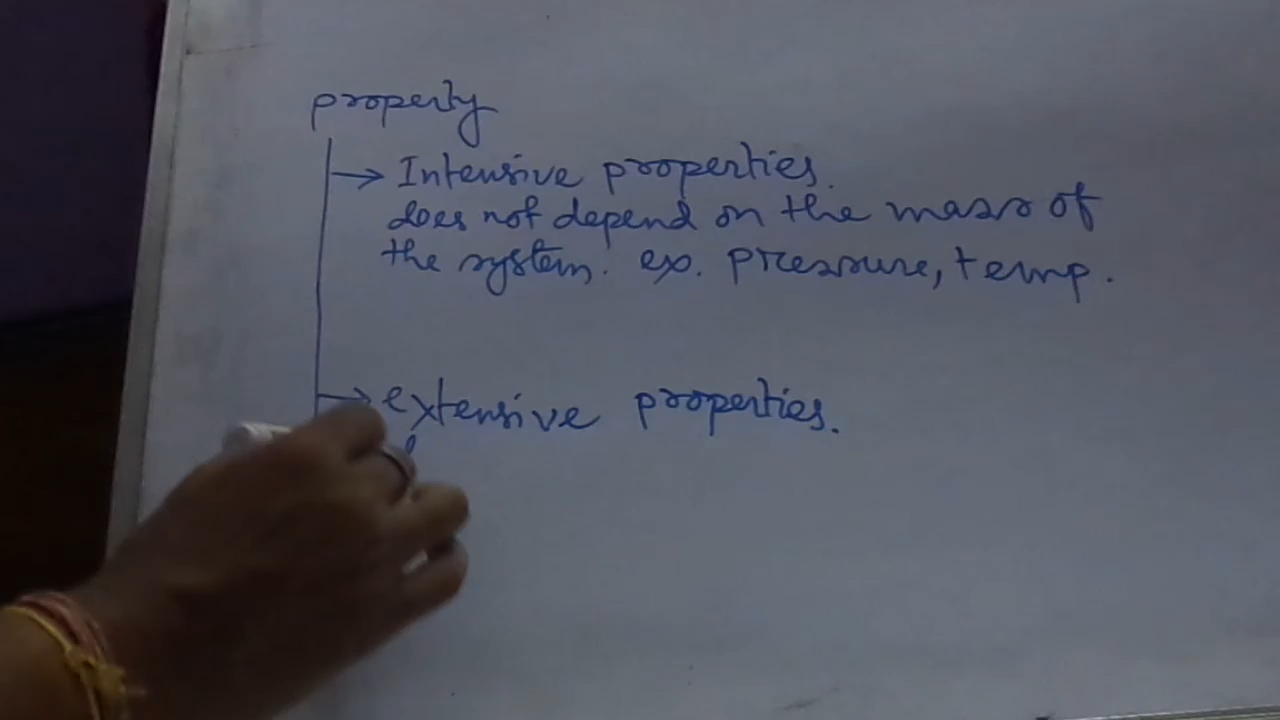 property
→ Intensive properties.
does not depend on the mass of
the system. ex. pressure, temp.
→ extensive properties.